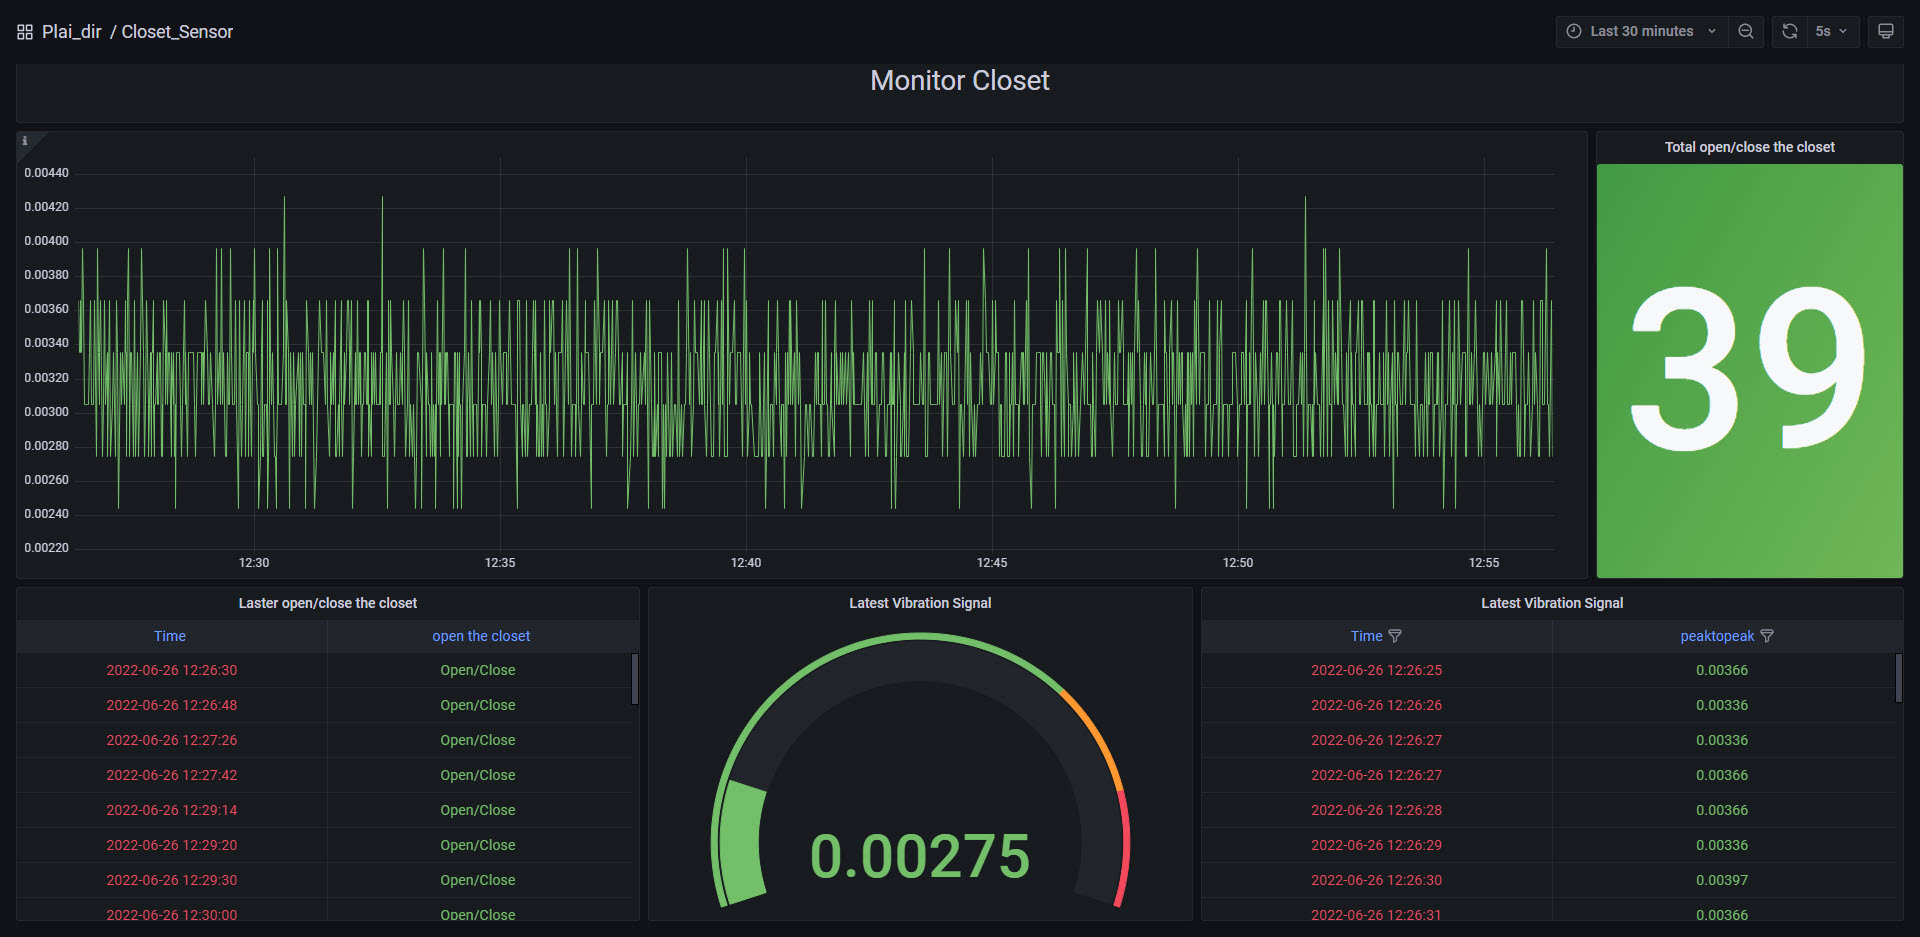 Plai_dir / Closet_Sensor
Last 30 minutes
5s
Monitor Closet
i
0.00440
0.00420
0.00400
0.00380
0.00360
0.00340
0.00320
0.00300
0.00280
0.00260
0.00240
0.00220
12:30 12:35 12:40 12:45 12:50 12:55
Total open/close the closet
39
Laster open/close the closet
Time open the closet
2022-06-26 12:26:30 Open/Close
2022-06-26 12:26:48 Open/Close
2022-06-26 12:27:26 Open/Close
2022-06-26 12:27:42 Open/Close
2022-06-26 12:29:14 Open/Close
2022-06-26 12:29:20 Open/Close
2022-06-26 12:29:30 Open/Close
2022-06-26 12:30:00 Open/Close
Latest Vibration Signal
0.00275
Latest Vibration Signal
Time peaktopeak
2022-06-26 12:26:25 0.00366
2022-06-26 12:26:26 0.00336
2022-06-26 12:26:27 0.00336
2022-06-26 12:26:27 0.00366
2022-06-26 12:26:28 0.00366
2022-06-26 12:26:29 0.00336
2022-06-26 12:26:30 0.00397
2022-06-26 12:26:31 0.00366